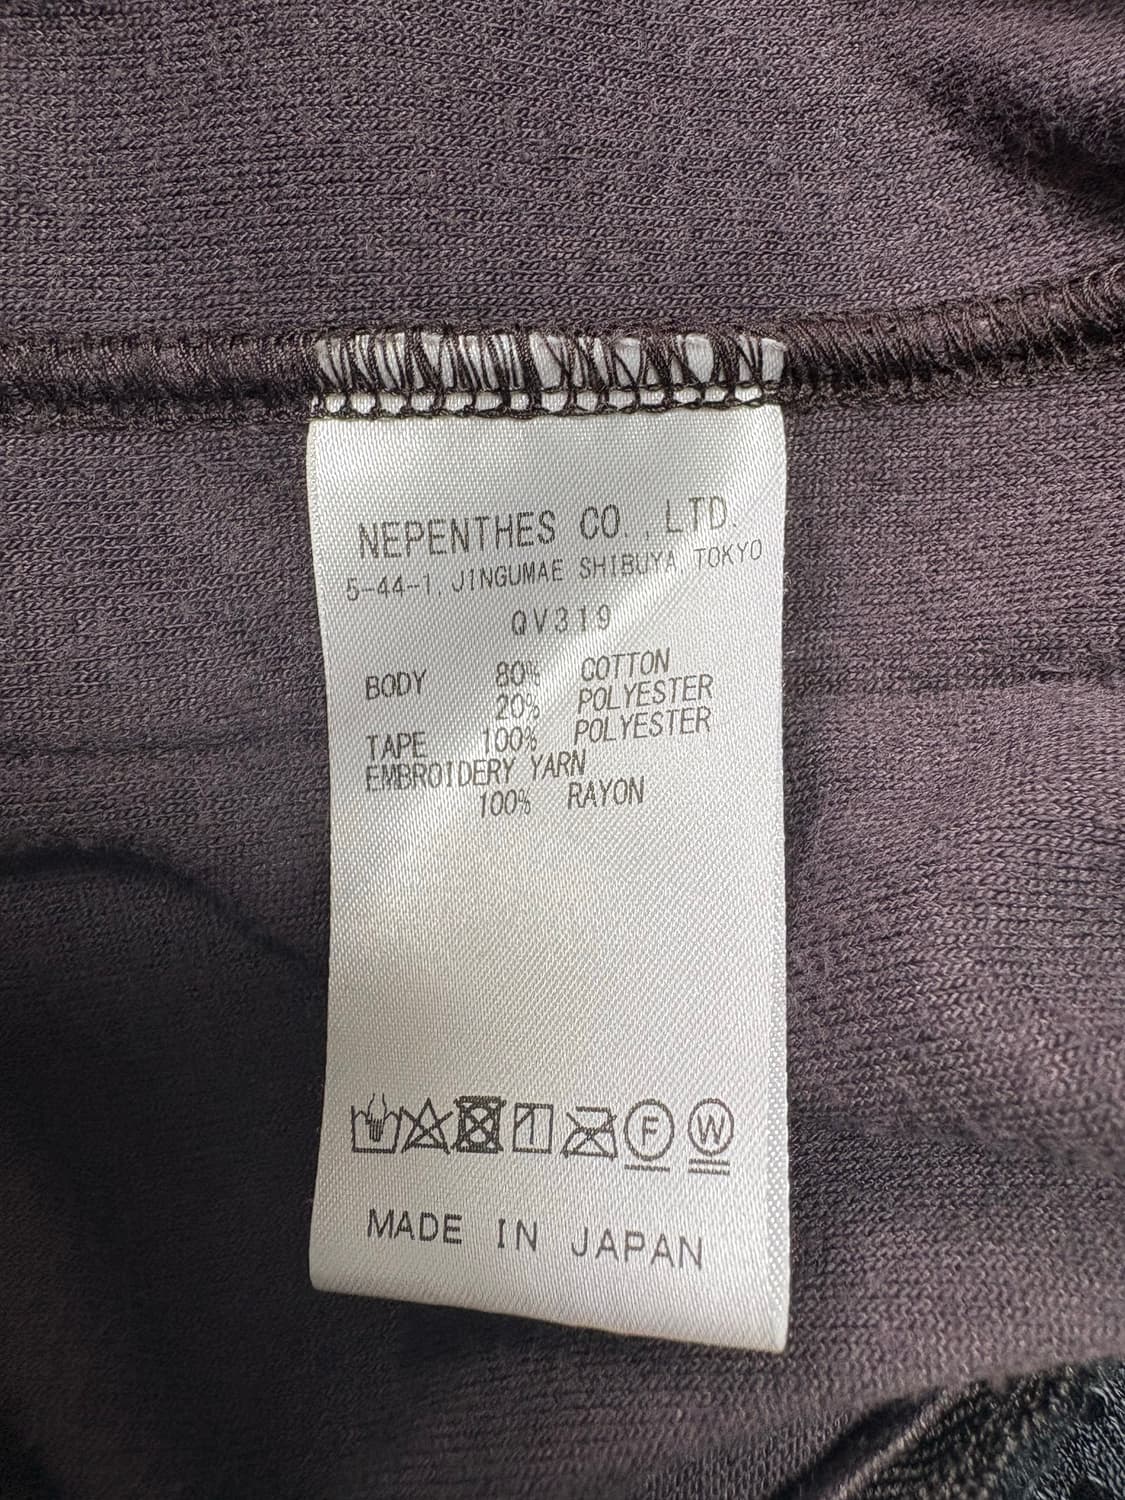 NEPENTHES CO.,LTD.
5-44-1, JINGUMAE SHIBUYA TOKYO
QV319
BODY 80% COTTON
20% POLYESTER
TAPE 100% POLYESTER
EMBROIDERY YARN
100% RAYON
F W
MADE IN JAPAN